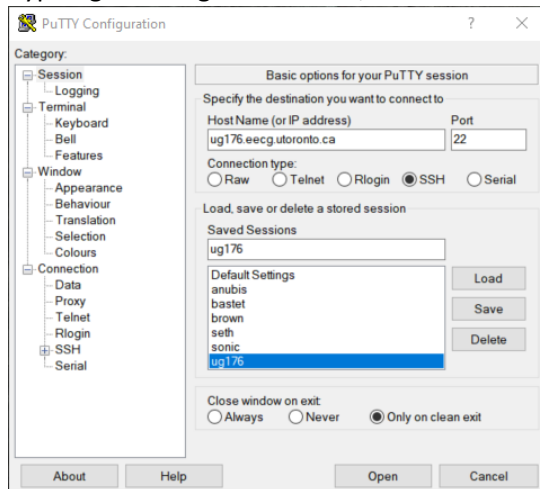 PuTTY Configuration
?
Category:
Session
Logging
Terminal
Keyboard
Bell
Features
Window
Appearance
Behaviour
Translation
Selection
Colours
Connection
Data
Proxy
Telnet
Rlogin
SSH
Serial
Basic options for your PuTTY session
Specify the destination you want to connect to
Host Name (or IP address) Port
ug176.eecg.utoronto.ca 22
Connection type:
Raw Telnet Rlogin SSH Serial
Load, save or delete a stored session
Saved Sessions
ug176
Default Settings
anubis
bastet
brown
seth
sonic
ug176
Load
Save
Delete
Close window on exit:
Always Never Only on clean exit
About Help Open Cancel